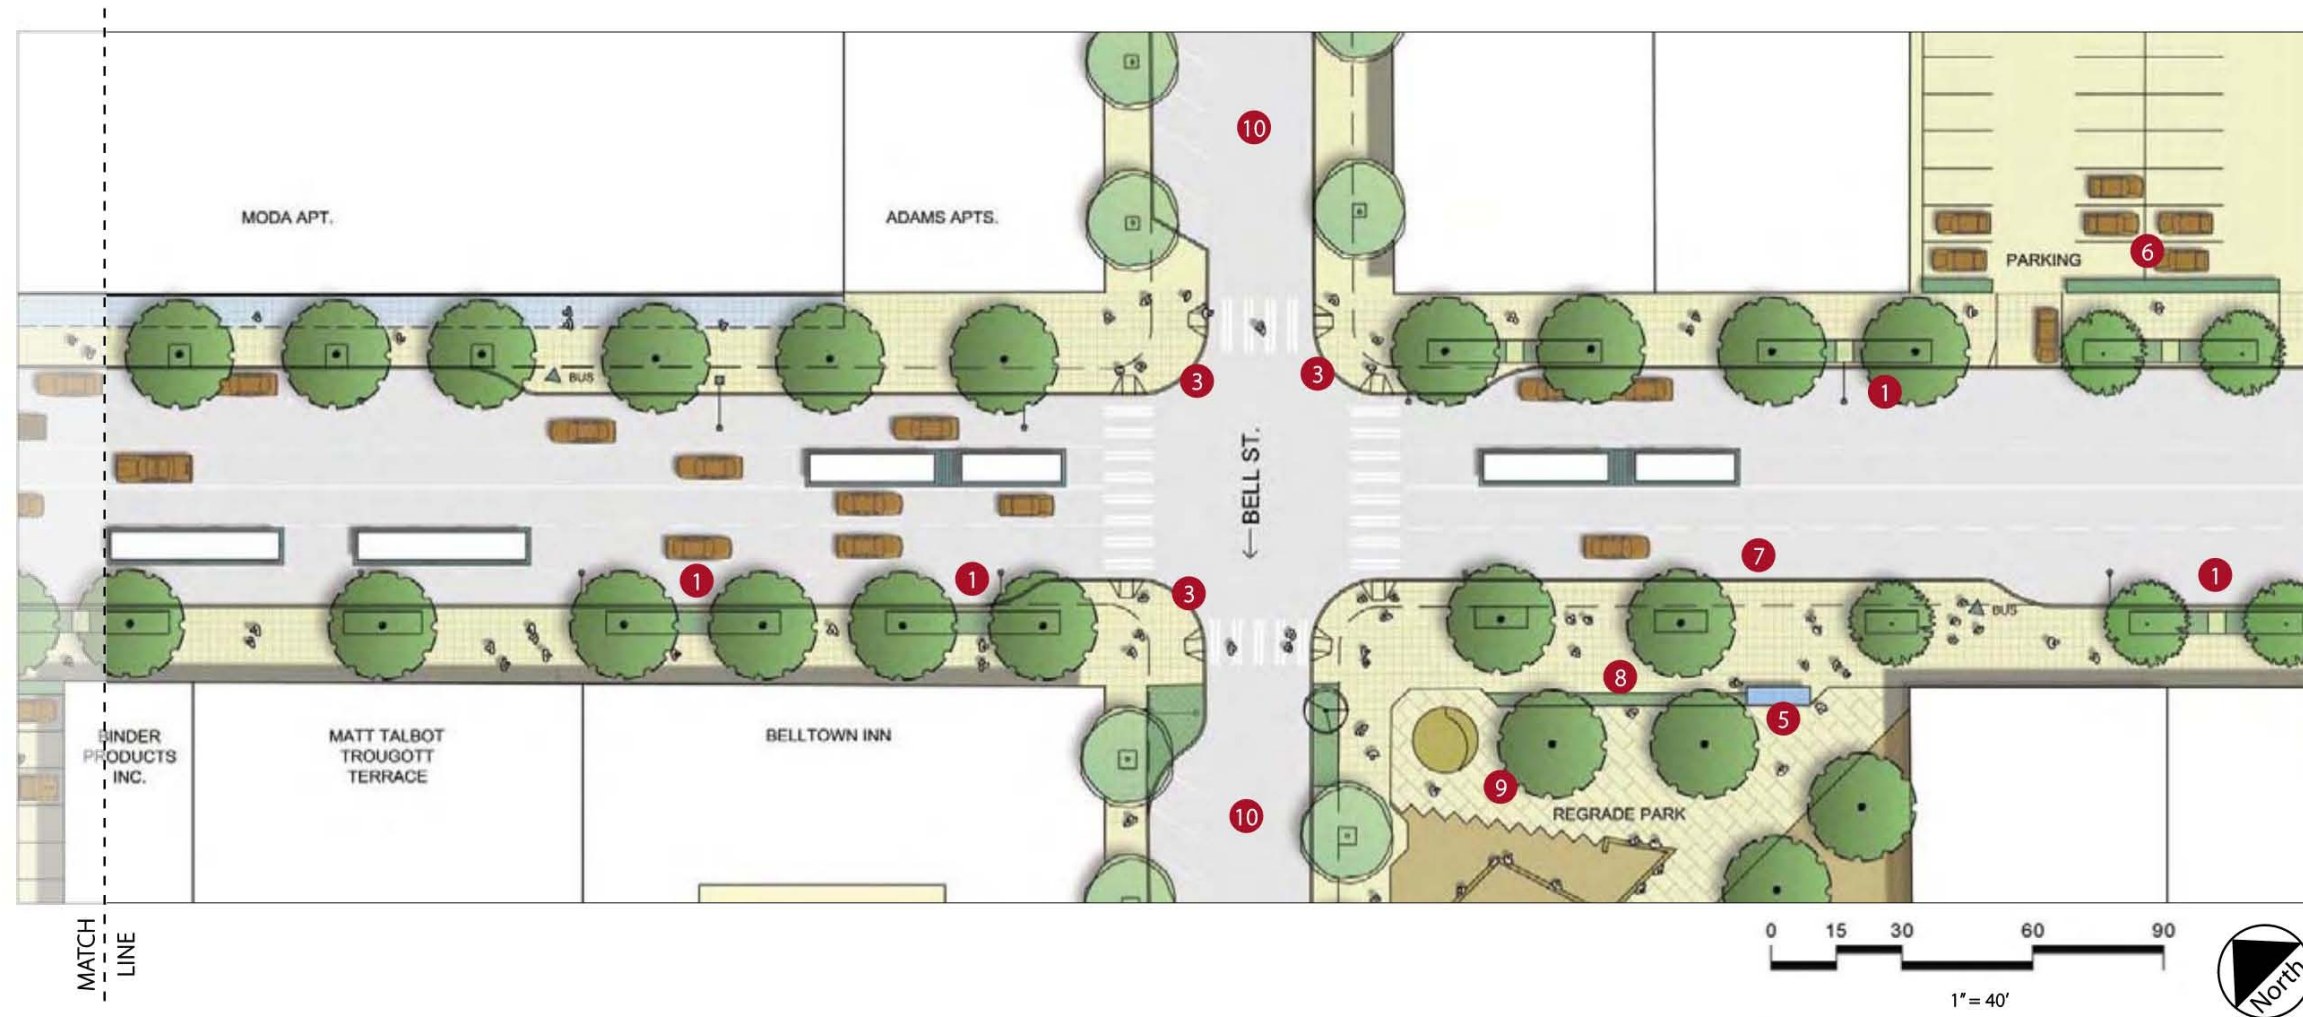 10
MODA APT.
ADAMS APTS.
PARKING
6
BUS
3
3
1
←BELL ST.
7
1
1
3
1
BUS
8
5
BINDER
PRODUCTS
INC.
MATT TALBOT
TROUGOTT
TERRACE
BELLTOWN INN
9
10
REGRADE PARK
MATCH
LINE
0 15 30 60 90
1" = 40'
North